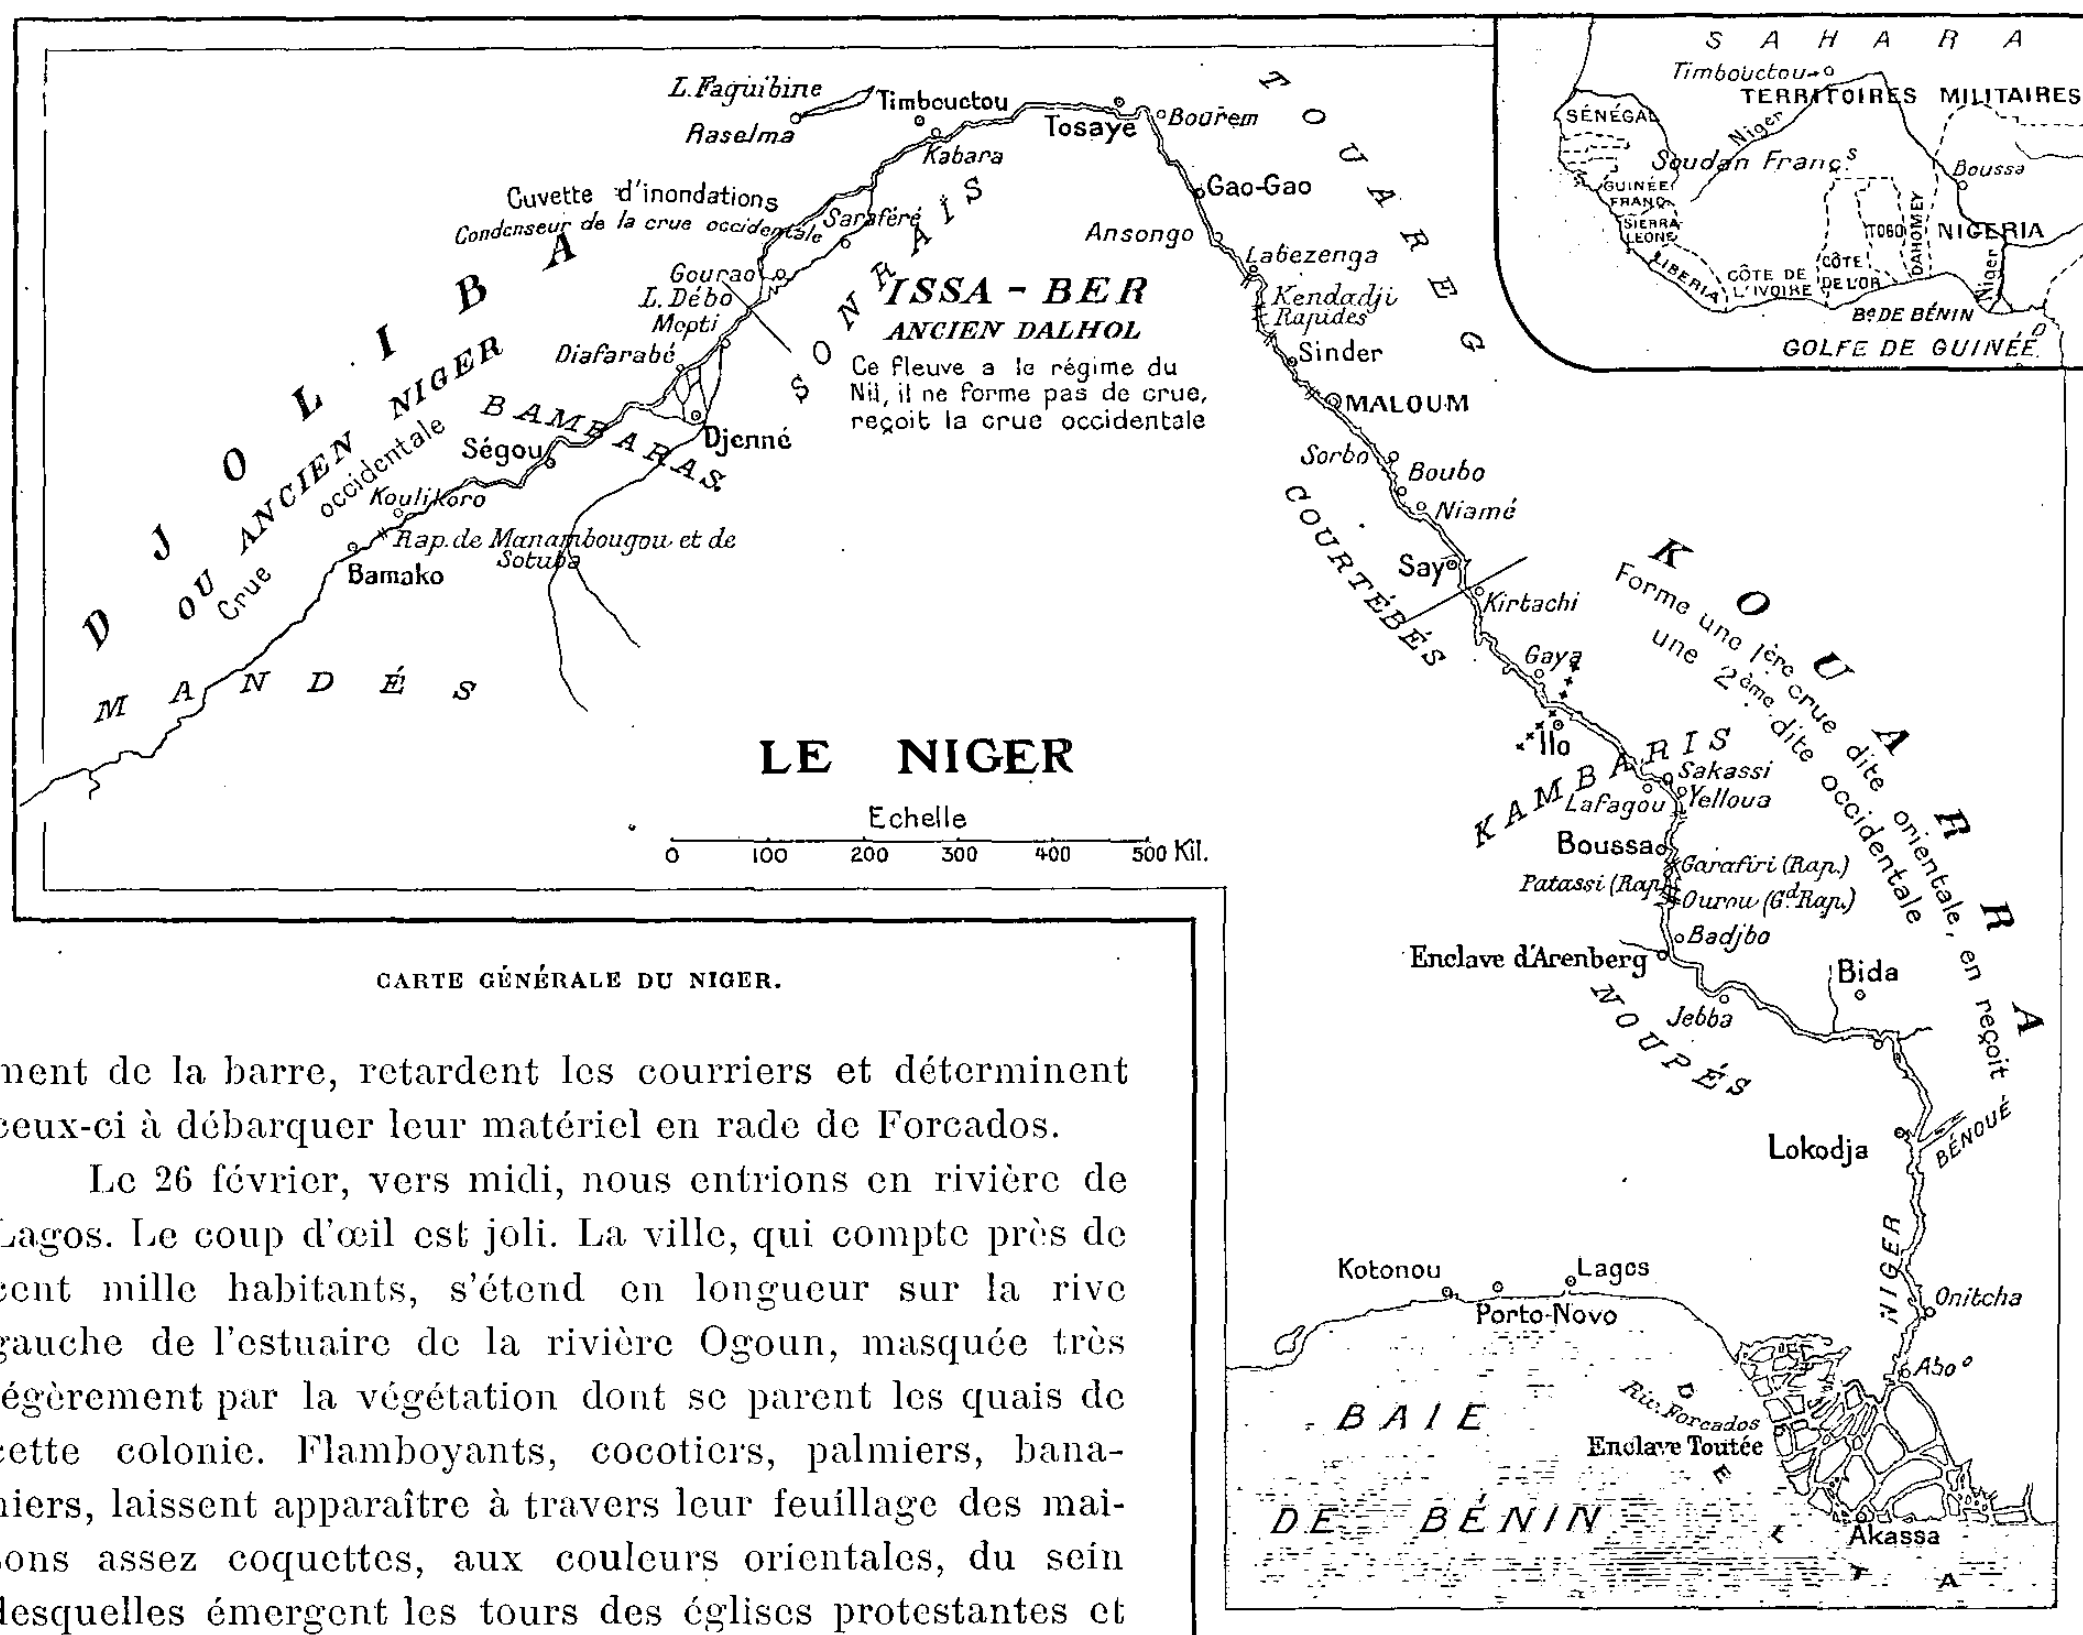 L. Faguibine
Raselma
Timbouctou
Kabara
Tosaye
Bourem
TOUAREG
Cuvette d'inondations
Condenseur de la crue occidentale
Saraféré
SONRAÏS
Gao-Gao
Ansongo
Labezenga
Kendadji
Rapides
Sinder
MALOUM
Gourao
L. Débo
Mopti
Diafarabé
ISSA - BER
ANCIEN DALHOL
Ce fleuve a le régime du
Nil, il ne forme pas de crue,
reçoit la crue occidentale
DJOLIBA
OU ANCIEN NIGER
Crue occidentale
BAMBARAS
Ségou
Djenné
Koulikoro
Rap. de Manambougou et de
Sotuba
Bamako
MANDÉS
Sorbo
Boubo
Niamé
COURTÉBÉS
Say
Kirtachi
Gaya
Ilo
KAMBARIS
Sakassi
Lafagou
Yelloua
Boussa
Garafiri (Rap.)
Patassi (Rap.
Ourou (Gd Rap.)
Badjbo
Enclave d'Arenberg
KOUARRA
Forme une 1ère crue dite orientale, en reçoit
une 2ème dite occidentale
Bida
Jebba
NOUPÉS
Lokodja
BÉNOUÉ
NIGER
Onitcha
Abo
Kotonou
Porto-Novo
Lagos
Riv. Forcados
Enclave Toutée
DELTA
Akassa
BAIE
DE BÉNIN
LE NIGER
Echelle
0 100 200 300 400 500 Kil.
SAHARA
Timbouctou
TERRITOIRES MILITAIRES
SÉNÉGAL
Niger
Soudan Françs.
Boussa
GUINÉE
FRANÇ.
SIERRA-
LEONE
LIBERIA
CÔTE DE
L'IVOIRE
CÔTE
DE L'OR
TOGO
DAHOMEY
NIGERIA
Niger
Be DE BÉNIN
GOLFE DE GUINÉE
CARTE GÉNÉRALE DU NIGER.
ment de la barre, retardent les courriers et déterminent
ceux-ci à débarquer leur matériel en rade de Forcados.
Le 26 février, vers midi, nous entrions en rivière de
Lagos. Le coup d'œil est joli. La ville, qui compte près de
cent mille habitants, s'étend en longueur sur la rive
gauche de l'estuaire de la rivière Ogoun, masquée très
légèrement par la végétation dont se parent les quais de
cette colonie. Flamboyants, cocotiers, palmiers, bana-
niers, laissent apparaître à travers leur feuillage des mai-
sons assez coquettes, aux couleurs orientales, du sein
desquelles émergent les tours des églises protestantes et